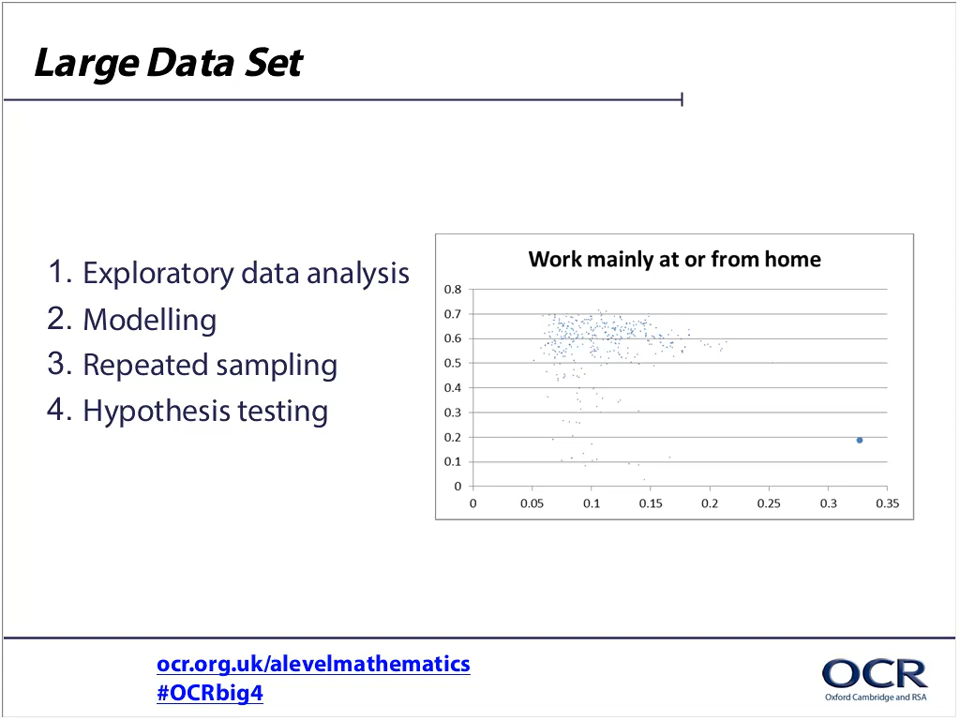 Large Data Set
1. Exploratory data analysis
2. Modelling
3. Repeated sampling
4. Hypothesis testing
Work mainly at or from home
0.8
0.7
0.6
0.5
0.4
0.3
0.2
0.1
0
0 0.05 0.1 0.15 0.2 0.25 0.3 0.35
ocr.org.uk/alevelmathematics
#OCRbig4
OCR
Oxford Cambridge and RSA